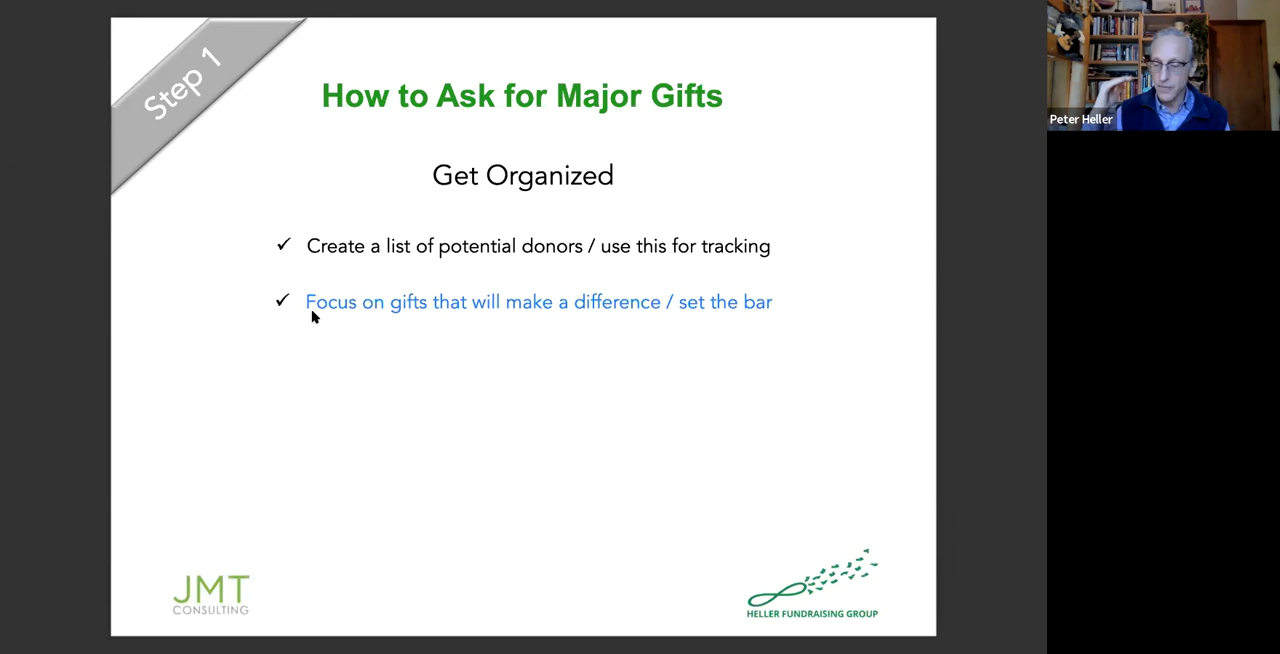 Step 1
How to Ask for Major Gifts
Get Organized
✓ Create a list of potential donors / use this for tracking
✓ Focus on gifts that will make a difference / set the bar
JMT
CONSULTING
HELLER FUNDRAISING GROUP
Peter Heller